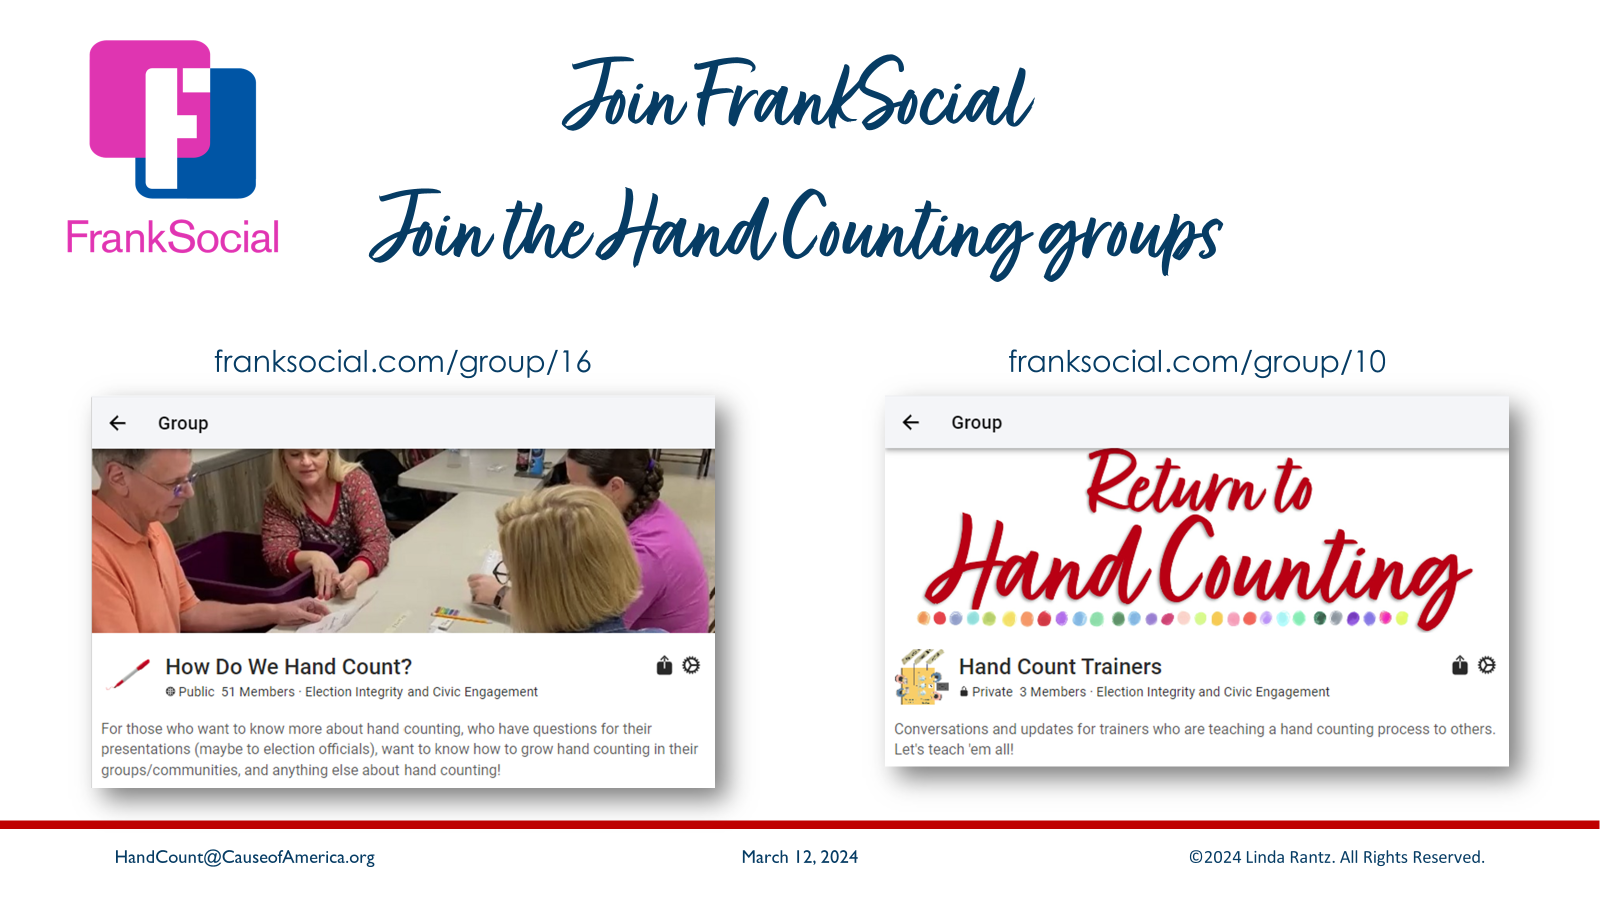 Join FrankSocial
Join the Hand Counting groups
FrankSocial
franksocial.com/group/16
Group
How Do We Hand Count?
Public 51 Members · Election Integrity and Civic Engagement
For those who want to know more about hand counting, who have questions for their
presentations (maybe to election officials), want to know how to grow hand counting in their
groups/communities, and anything else about hand counting!
franksocial.com/group/10
Group
Return to
Hand Counting
Hand Count Trainers
Private 3 Members · Election Integrity and Civic Engagement
Conversations and updates for trainers who are teaching a hand counting process to others.
Let's teach 'em all!
HandCount@CauseofAmerica.org
March 12, 2024
©2024 Linda Rantz. All Rights Reserved.